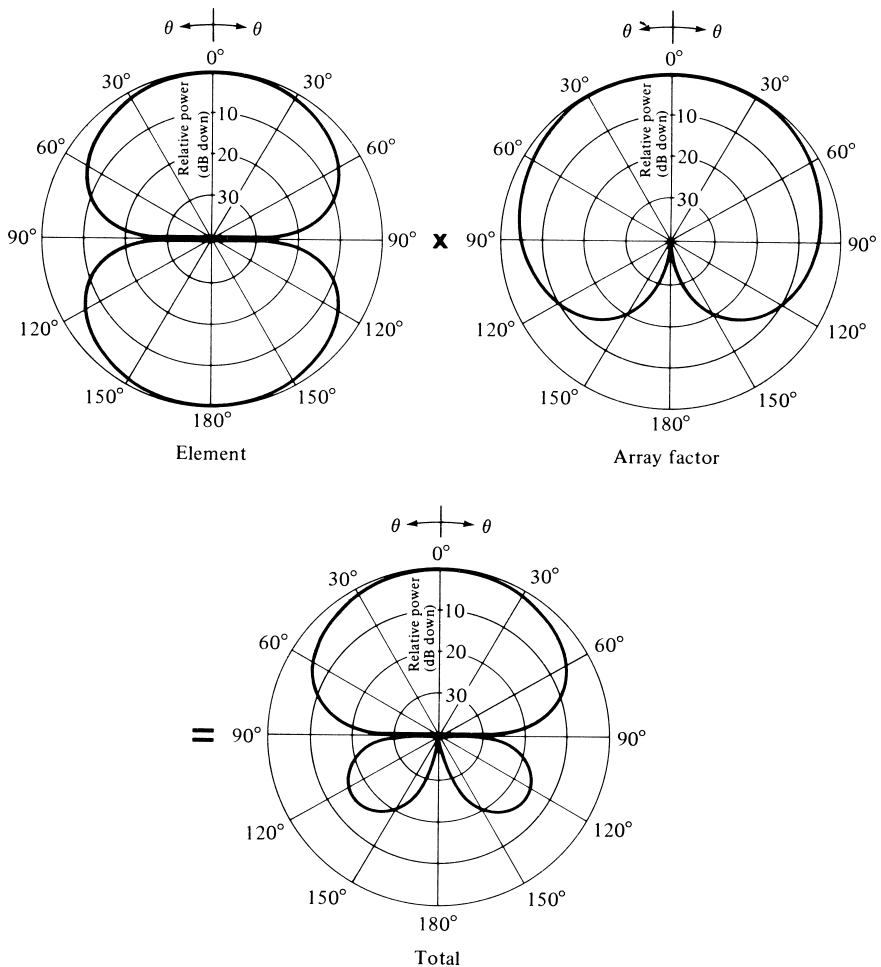 θ θ
0°
30° 30°
60° 60°
90° 90°
120° 120°
150° 150°
180°
Relative power
(dB down)
10
20
30
Element
x
θ θ
0°
30° 30°
60° 60°
90° 90°
120° 120°
150° 150°
180°
Relative power
(dB down)
10
20
30
Array factor
=
θ θ
0°
30° 30°
60° 60°
90° 90°
120° 120°
150° 150°
180°
Relative power
(dB down)
10
20
30
Total